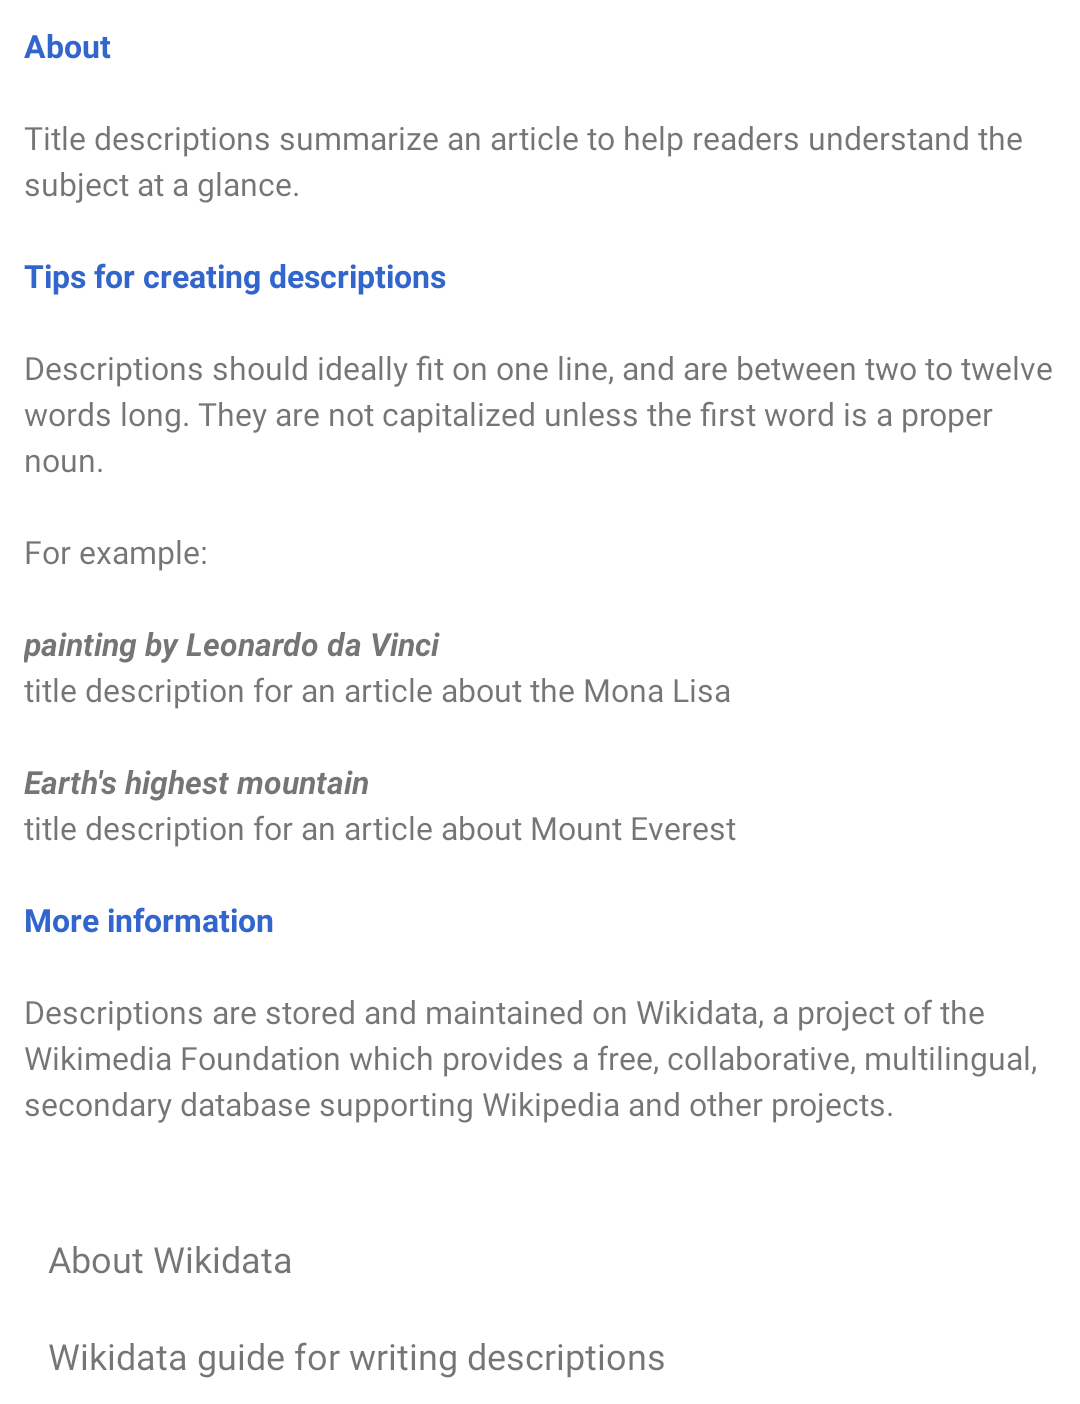 About
Title descriptions summarize an article to help readers understand the
subject at a glance.
Tips for creating descriptions
Descriptions should ideally fit on one line, and are between two to twelve
words long. They are not capitalized unless the first word is a proper
noun.
For example:
painting by Leonardo da Vinci
title description for an article about the Mona Lisa
Earth's highest mountain
title description for an article about Mount Everest
More information
Descriptions are stored and maintained on Wikidata, a project of the
Wikimedia Foundation which provides a free, collaborative, multilingual,
secondary database supporting Wikipedia and other projects.
About Wikidata
Wikidata guide for writing descriptions